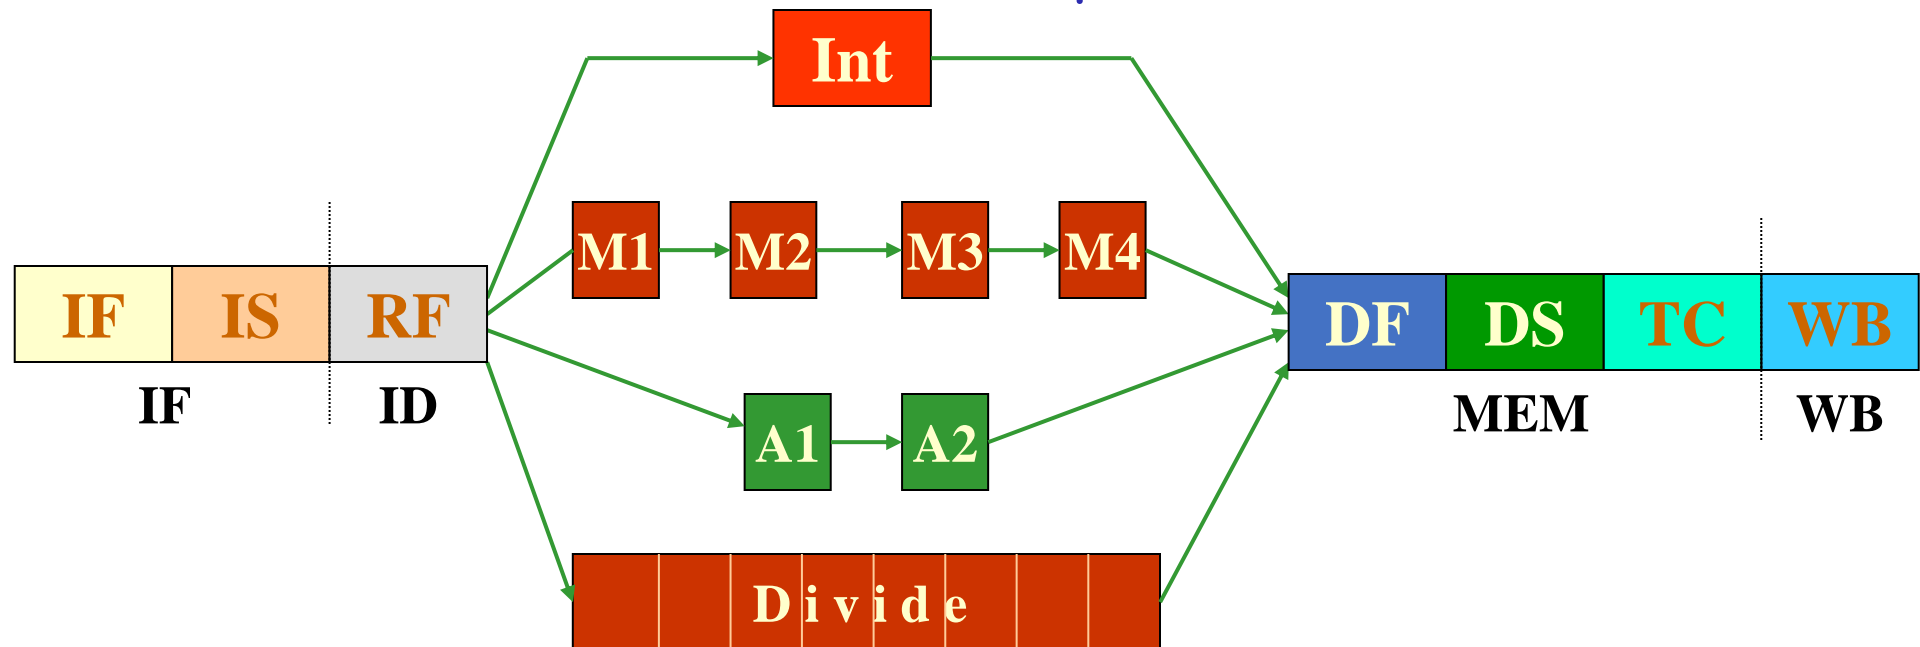 Int
M1 M2 M3 M4
IF IS RF
DF DS TC WB
IF ID
MEM WB
A1 A2
Divide